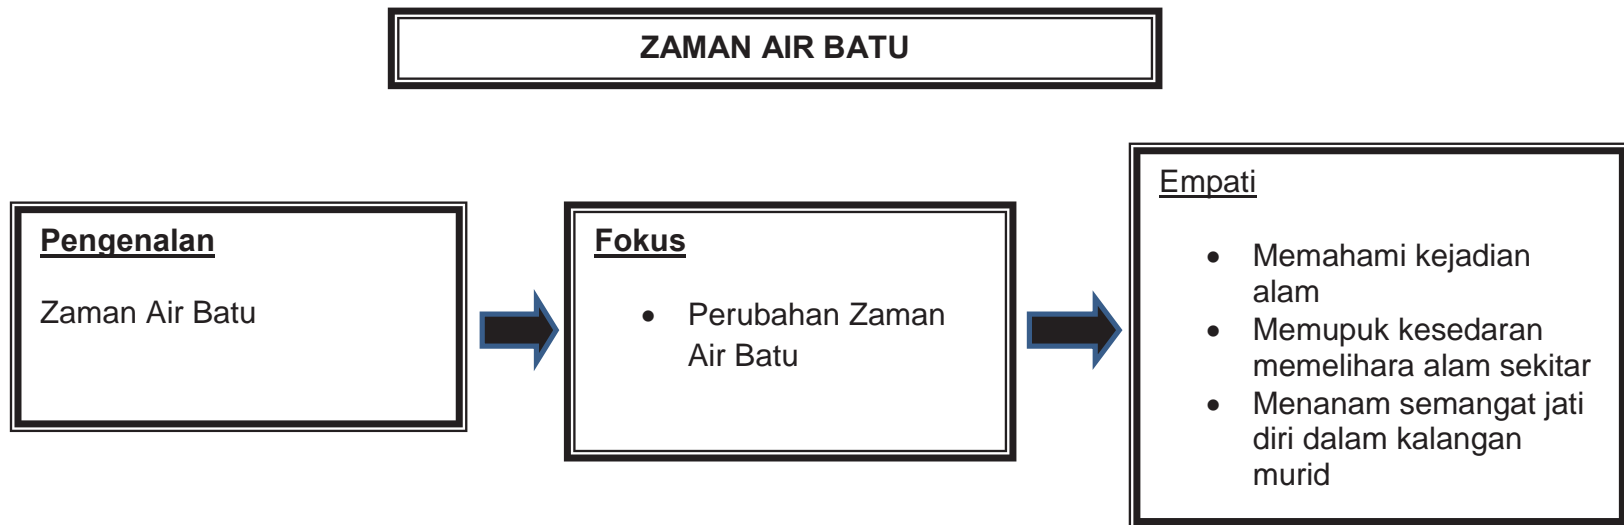 ZAMAN AIR BATU
Pengenalan
Zaman Air Batu
Fokus
• Perubahan Zaman
Air Batu
Empati
• Memahami kejadian
alam
• Memupuk kesedaran
memelihara alam sekitar
• Menanam semangat jati
diri dalam kalangan
murid